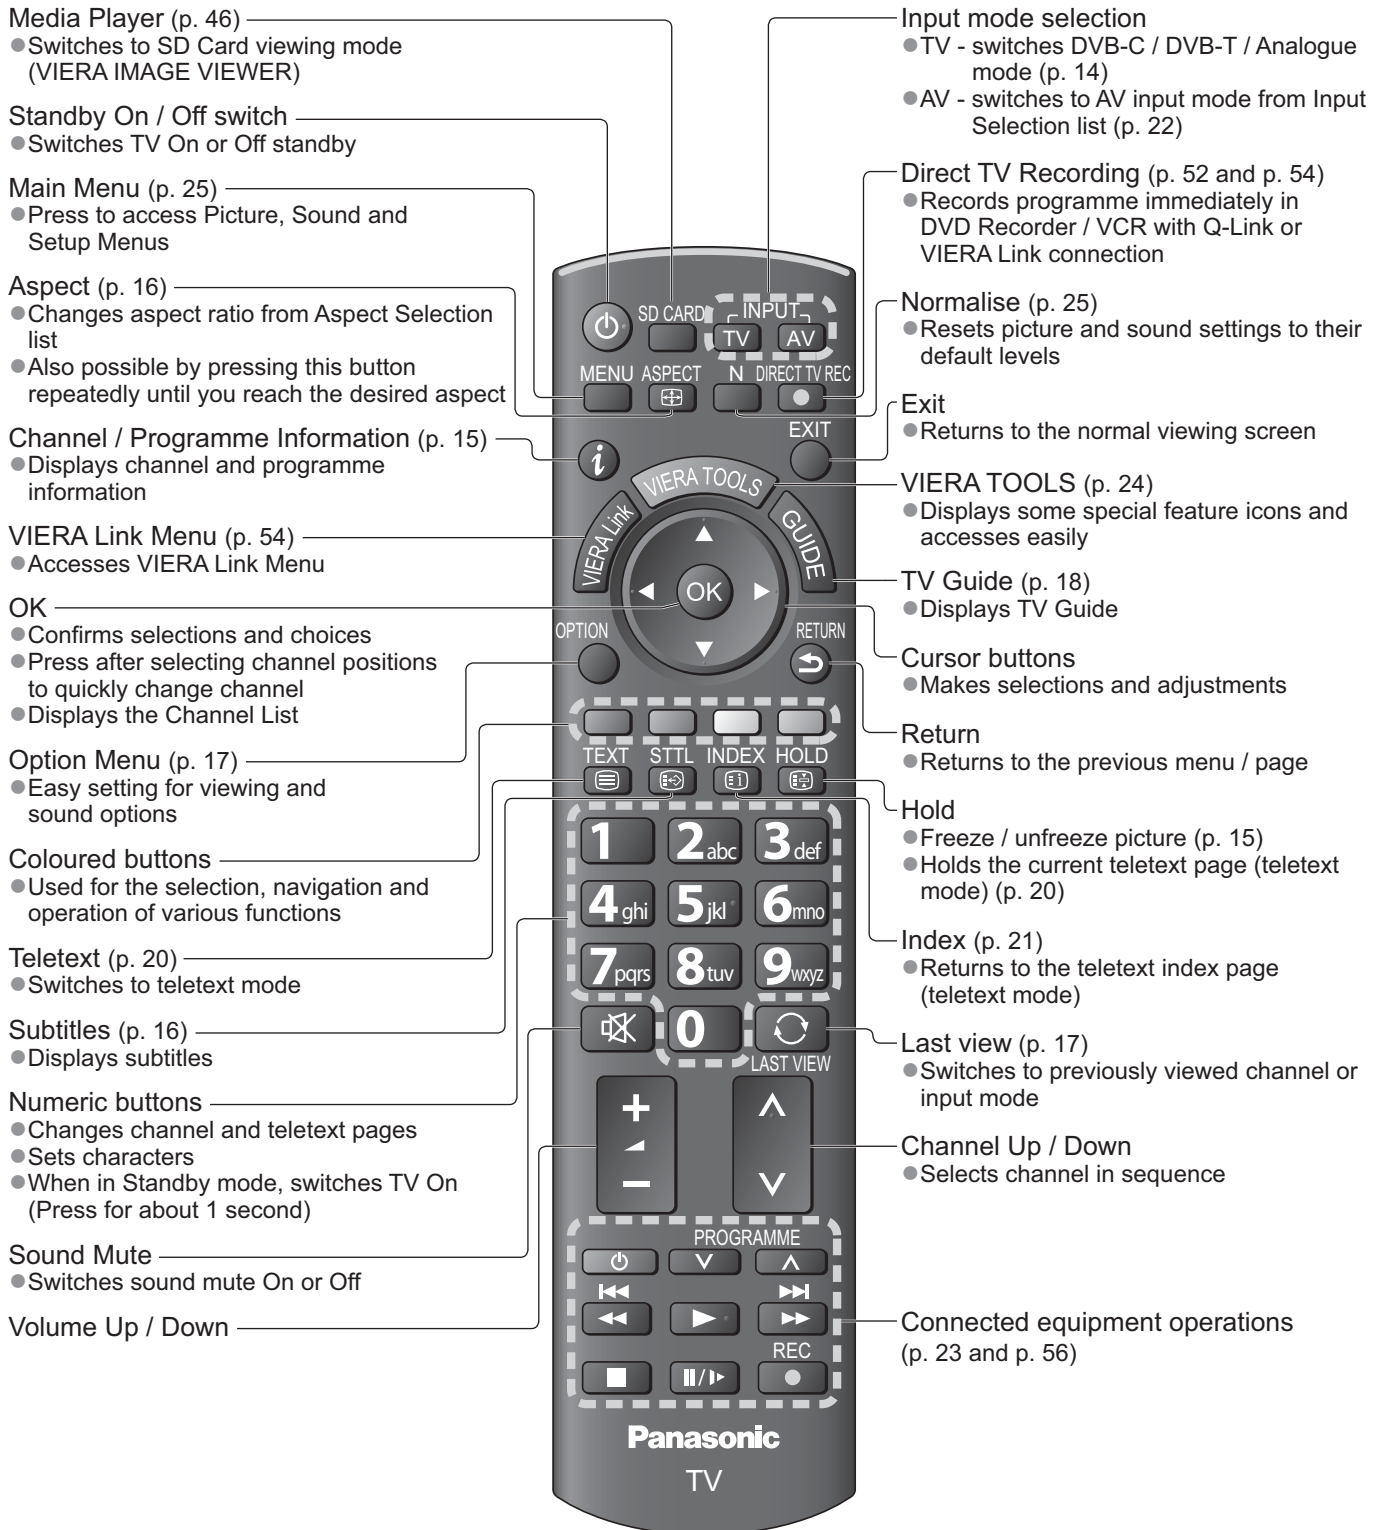 Media Player (p. 46)
●Switches to SD Card viewing mode
(VIERA IMAGE VIEWER)
Standby On / Off switch
●Switches TV On or Off standby
Main Menu (p. 25)
●Press to access Picture, Sound and
Setup Menus
Aspect (p. 16)
●Changes aspect ratio from Aspect Selection
list
●Also possible by pressing this button
repeatedly until you reach the desired aspect
Channel / Programme Information (p. 15)
●Displays channel and programme
information
VIERA Link Menu (p. 54)
●Accesses VIERA Link Menu
OK
●Confirms selections and choices
●Press after selecting channel positions
to quickly change channel
●Displays the Channel List
Option Menu (p. 17)
●Easy setting for viewing and
sound options
Coloured buttons
●Used for the selection, navigation and
operation of various functions
Teletext (p. 20)
●Switches to teletext mode
Subtitles (p. 16)
●Displays subtitles
Numeric buttons
●Changes channel and teletext pages
●Sets characters
●When in Standby mode, switches TV On
(Press for about 1 second)
Sound Mute
●Switches sound mute On or Off
Volume Up / Down
SD CARD
INPUT
TV AV
MENU ASPECT N DIRECT TV REC
EXIT
i
VIERA TOOLS
VIERA Link
GUIDE
OK
OPTION
RETURN
TEXT STTL INDEX HOLD
1 2abc 3def
4ghi 5jkl 6mno
7pqrs 8tuv 9wxyz
0
LAST VIEW
+
−
PROGRAMME
REC
Panasonic
TV
Input mode selection
●TV - switches DVB-C / DVB-T / Analogue
mode (p. 14)
●AV - switches to AV input mode from Input
Selection list (p. 22)
Direct TV Recording (p. 52 and p. 54)
●Records programme immediately in
DVD Recorder / VCR with Q-Link or
VIERA Link connection
Normalise (p. 25)
●Resets picture and sound settings to their
default levels
Exit
●Returns to the normal viewing screen
VIERA TOOLS (p. 24)
●Displays some special feature icons and
accesses easily
TV Guide (p. 18)
●Displays TV Guide
Cursor buttons
●Makes selections and adjustments
Return
●Returns to the previous menu / page
Hold
●Freeze / unfreeze picture (p. 15)
●Holds the current teletext page (teletext
mode) (p. 20)
Index (p. 21)
●Returns to the teletext index page
(teletext mode)
Last view (p. 17)
●Switches to previously viewed channel or
input mode
Channel Up / Down
●Selects channel in sequence
Connected equipment operations
(p. 23 and p. 56)